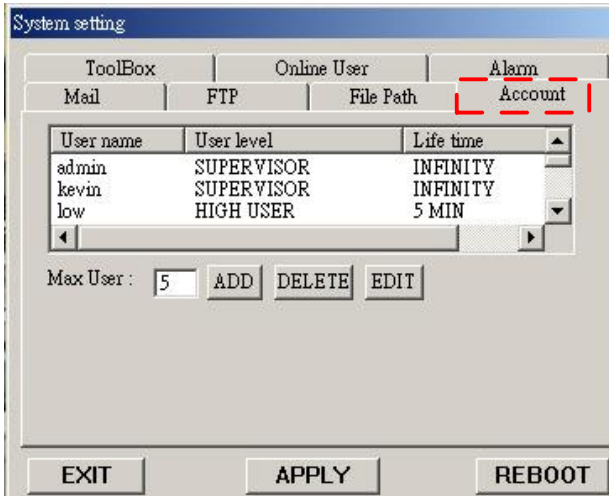 System setting
ToolBox Online User Alarm
Mail FTP File Path Account
User name User level Life time
admin SUPERVISOR INFINITY
kevin SUPERVISOR INFINITY
low HIGH USER 5 MIN
Max User : 5 ADD DELETE EDIT
EXIT APPLY REBOOT